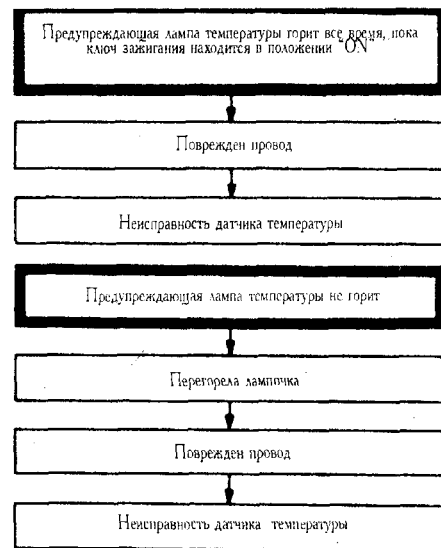 Предупреждающая лампа температуры горит все время, пока
ключ зажигания находится в положении "ON"
Поврежден провод
Неисправность датчика температуры
Предупреждающая лампа температуры не горит
Перегорела лампочка
Поврежден провод
Неисправность датчика температуры